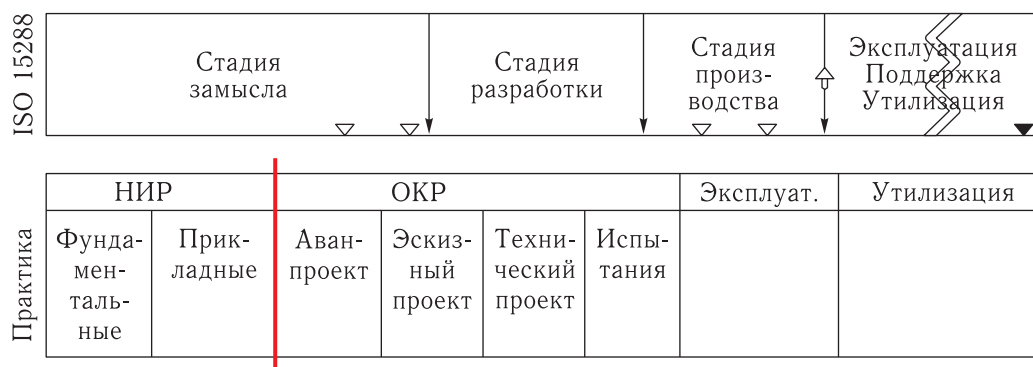 ISO 15288
Стадия
замысла
Стадия
разработки
Стадия
произ-
водства
Эксплуатация
Поддержка
Утилизация
Практика
НИР
ОКР
Эксплуат.
Утилизация
Фунда-
мен-
таль-
ные
Прик-
ладные
Аван-
проект
Эскиз-
ный
проект
Техни-
ческий
проект
Испы-
тания